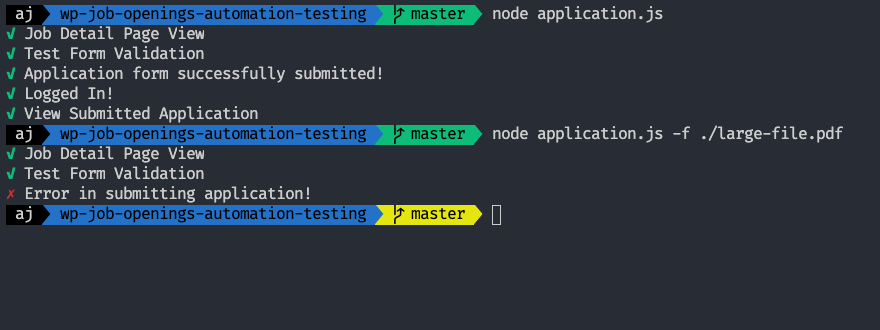 aj wp-job-openings-automation-testing master node application.js
✓ Job Detail Page View
✓ Test Form Validation
✓ Application form successfully submitted!
✓ Logged In!
✓ View Submitted Application
aj wp-job-openings-automation-testing master node application.js -f ./large-file.pdf
✓ Job Detail Page View
✓ Test Form Validation
✗ Error in submitting application!
aj wp-job-openings-automation-testing master